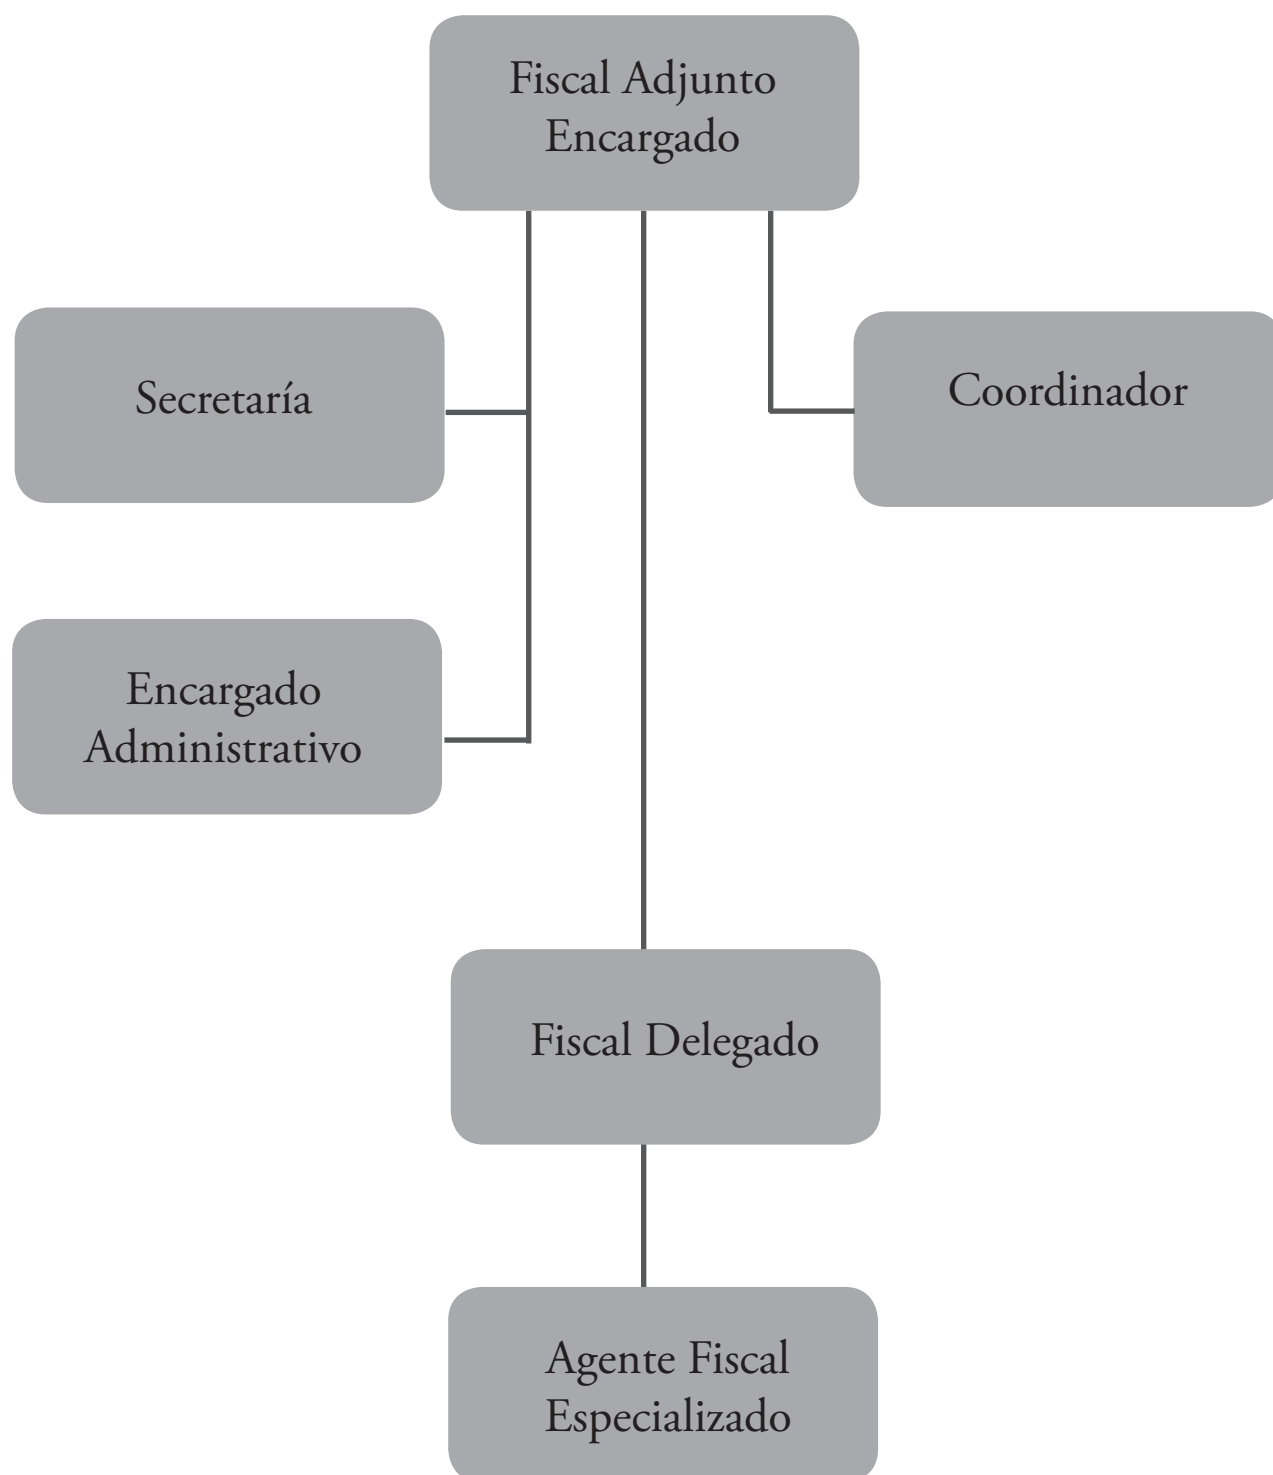 Fiscal Adjunto
Encargado
Secretaría
Coordinador
Encargado
Administrativo
Fiscal Delegado
Agente Fiscal
Especializado